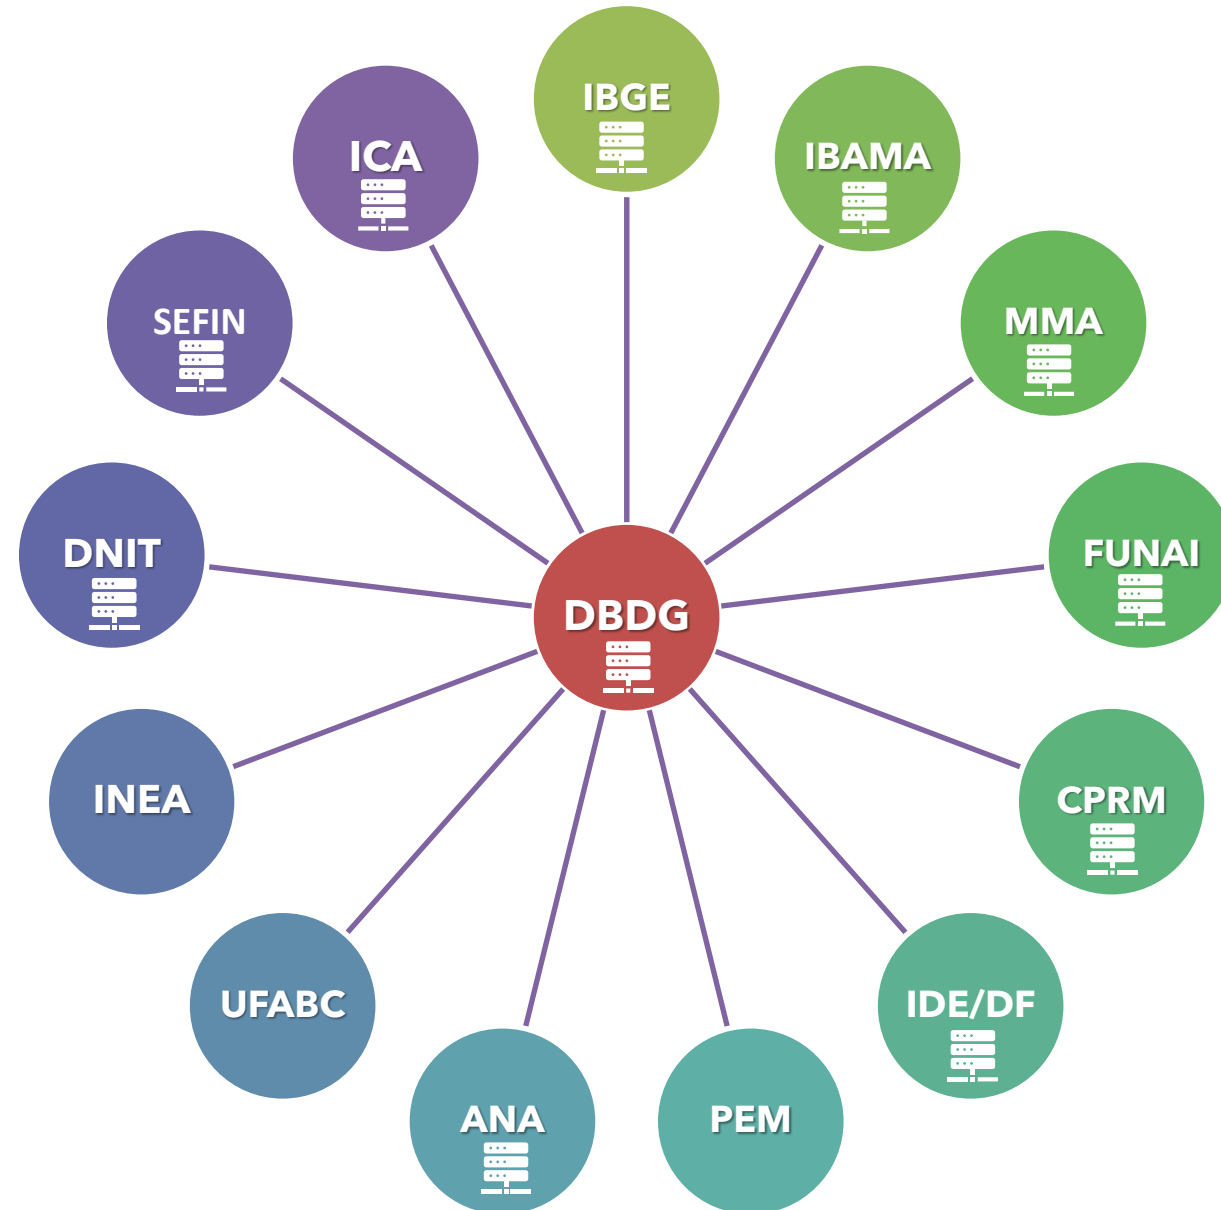 IBGE
ICA
IBAMA
SEFIN
MMA
DNIT
FUNAI
DBDG
INEA
CPRM
UFABC
IDE/DF
ANA
PEM